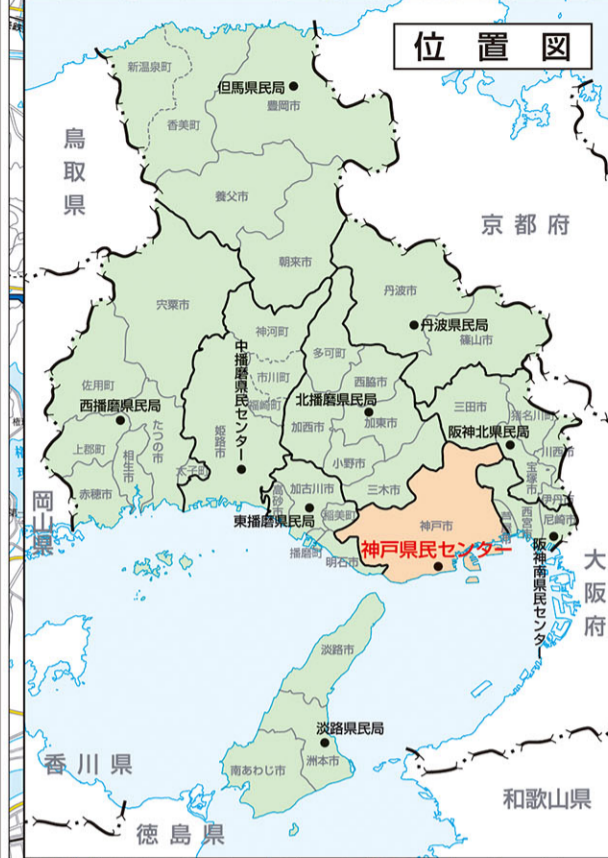 位置図
新温泉町
但馬県民局
豊岡市
香美町
鳥取県
養父市
京都府
朝来市
丹波市
宍粟市
丹波県民局
篠山市
神河町
多可町
中播磨県民センター
市川町
西脇市
佐用町
福崎町
北播磨県民局
三田市
猪名川町
西播磨県民局
加西市
加東市
阪神北県民局
たつの市
姫路市
川西市
上郡町
相生市
小野市
宝塚市
太子町
三木市
伊丹市
赤穂市
高砂市
加古川市
西宮市
岡山県
稲美町
芦屋市
尼崎市
東播磨県民局
神戸市
播磨町
明石市
神戸県民センター
阪神南県民センター
大阪府
淡路市
淡路県民局
洲本市
南あわじ市
香川県
和歌山県
徳島県